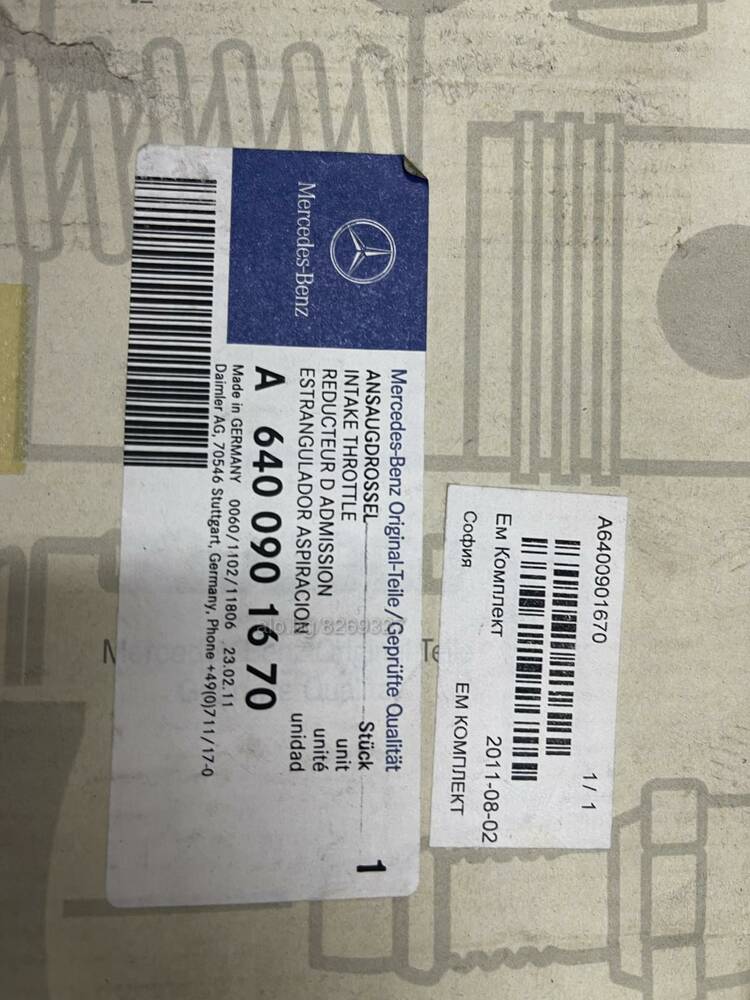 Mercedes-Benz
Mercedes-Benz Original-Teile/Geprüfte Qualität
ANSAUGDROSSEL Stück 1
INTAKE THROTTLE unit
REDUCTEUR D ADMISSION unité
ESTRANGULADOR ASPIRACION unidad
A 640 090 16 70
Made in GERMANY 0060/1102/11806 23.02.11
Daimler AG, 70546 Stuttgart, Germany, Phone +49(0)711/17-0
A6400901670 1/1
Ем Комплект 2011-08-02
София ЕМ КОМПЛЕКТ